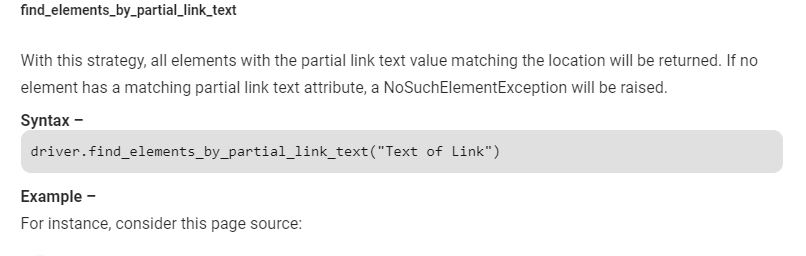 find_elements_by_partial_link_text
With this strategy, all elements with the partial link text value matching the location will be returned. If no
element has a matching partial link text attribute, a NoSuchElementException will be raised.
Syntax –
driver.find_elements_by_partial_link_text("Text of Link")
Example –
For instance, consider this page source: